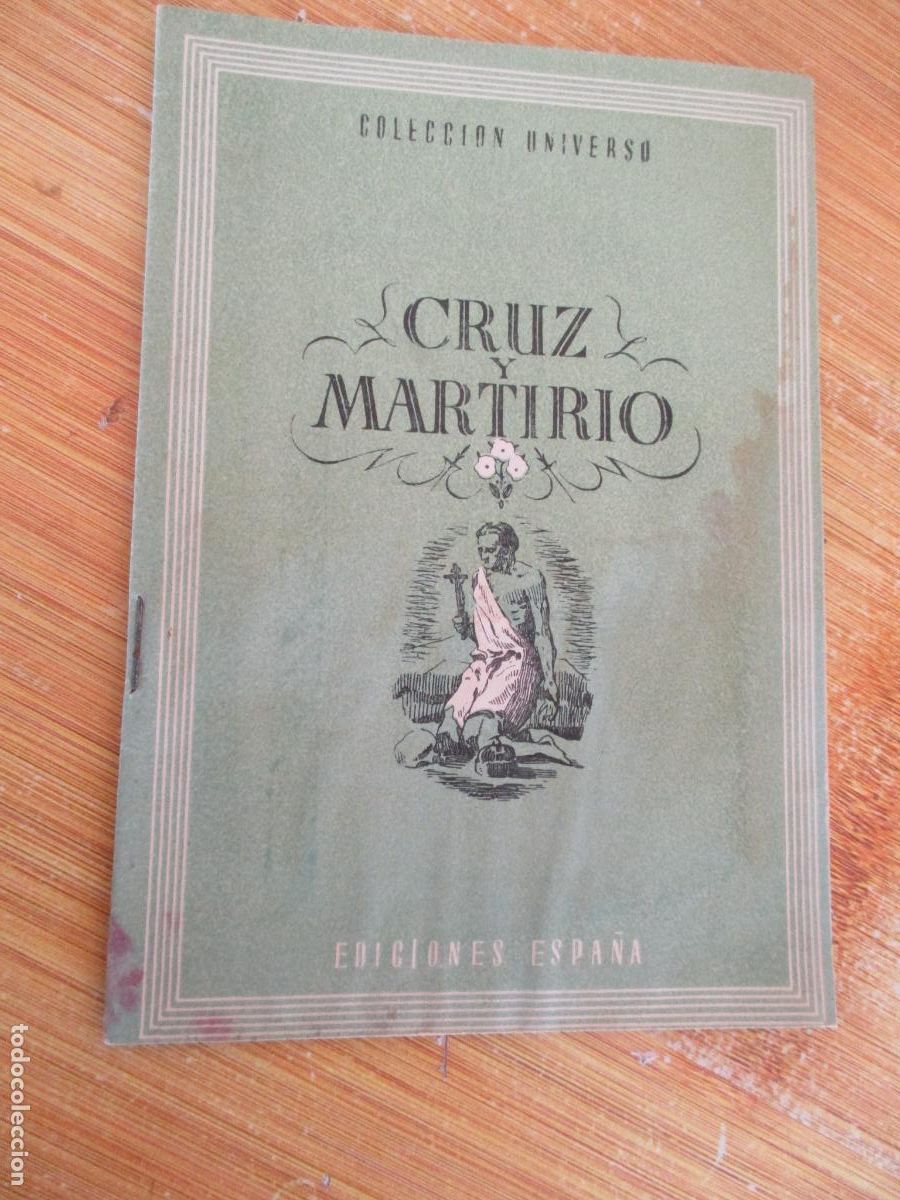 COLECCION UNIVERSO
CRUZ
Y
MARTIRIO
EDICIONES ESPAÑA
todocoleccion